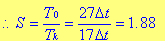 ∴ S = T₀/Tₖ = 27Δt/17Δt = 1.88